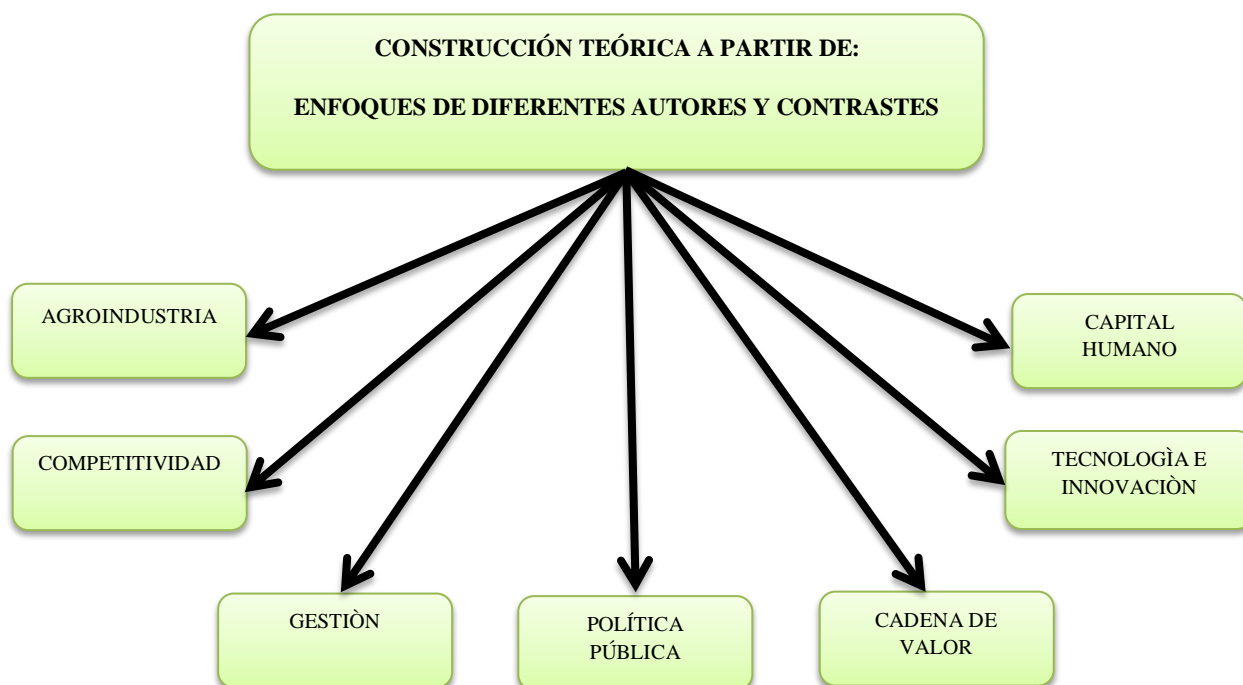 CONSTRUCCIÓN TEÓRICA A PARTIR DE:
ENFOQUES DE DIFERENTES AUTORES Y CONTRASTES
AGROINDUSTRIA
CAPITAL
HUMANO
COMPETITIVIDAD
TECNOLOGÌA E
INNOVACIÒN
GESTIÒN
POLÍTICA
PÚBLICA
CADENA DE
VALOR